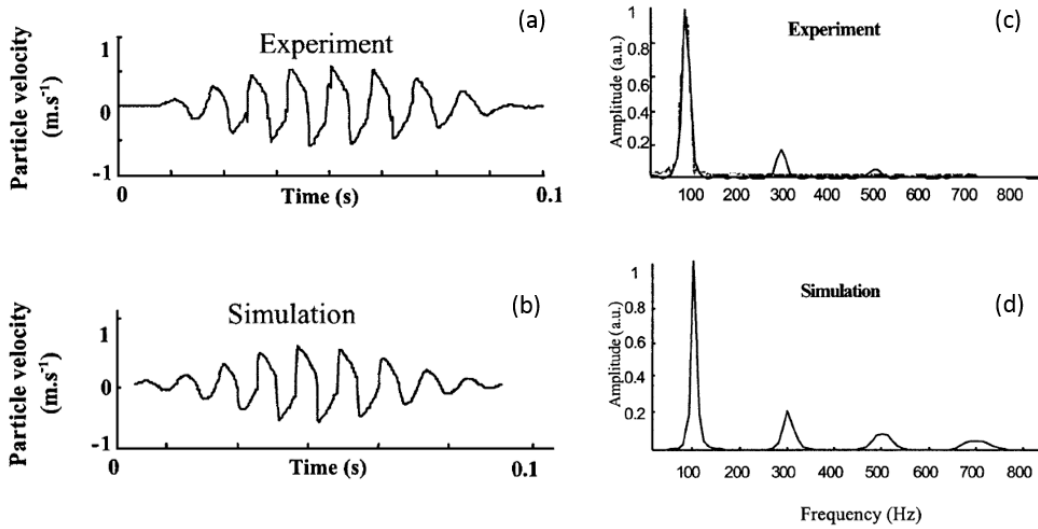 (a)
Experiment
Particle velocity
(m.s⁻¹)
1
0
-1
0
Time (s)
0.1
(c)
Experiment
Amplitude (a.u.)
1
0.8
0.6
0.4
0.2
100 200 300 400 500 600 700 800
(b)
Simulation
Particle velocity
(m.s⁻¹)
1
0
-1
0
Time (s)
0.1
(d)
Simulation
Amplitude (a.u.)
1
0.8
0.6
0.4
0.2
100 200 300 400 500 600 700 800
Frequency (Hz)